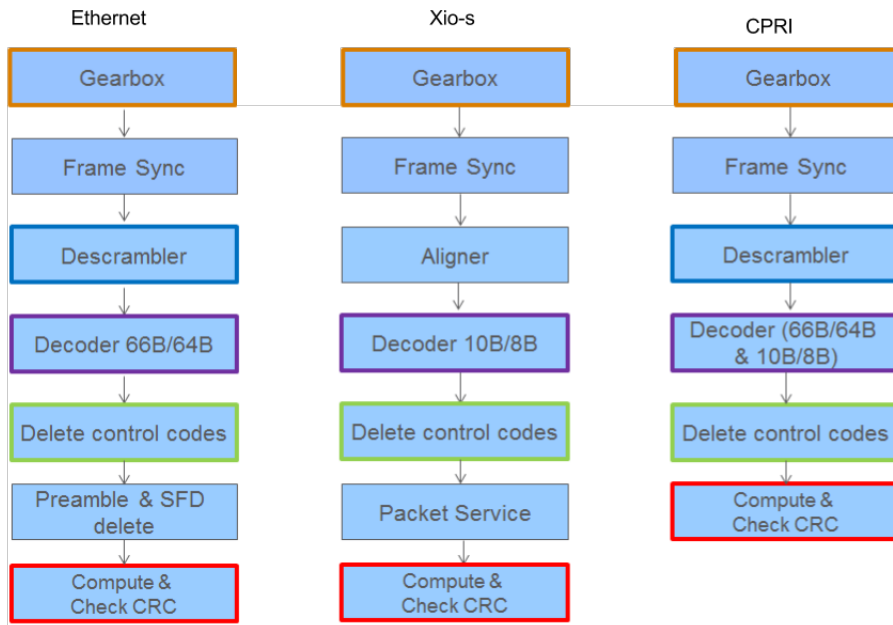 Ethernet
Xio-s
CPRI
Gearbox
Gearbox
Gearbox
Frame Sync
Frame Sync
Frame Sync
Descrambler
Aligner
Descrambler
Decoder 66B/64B
Decoder 10B/8B
Decoder (66B/64B
& 10B/8B)
Delete control codes
Delete control codes
Delete control codes
Preamble & SFD
delete
Packet Service
Compute &
Check CRC
Compute &
Check CRC
Compute &
Check CRC